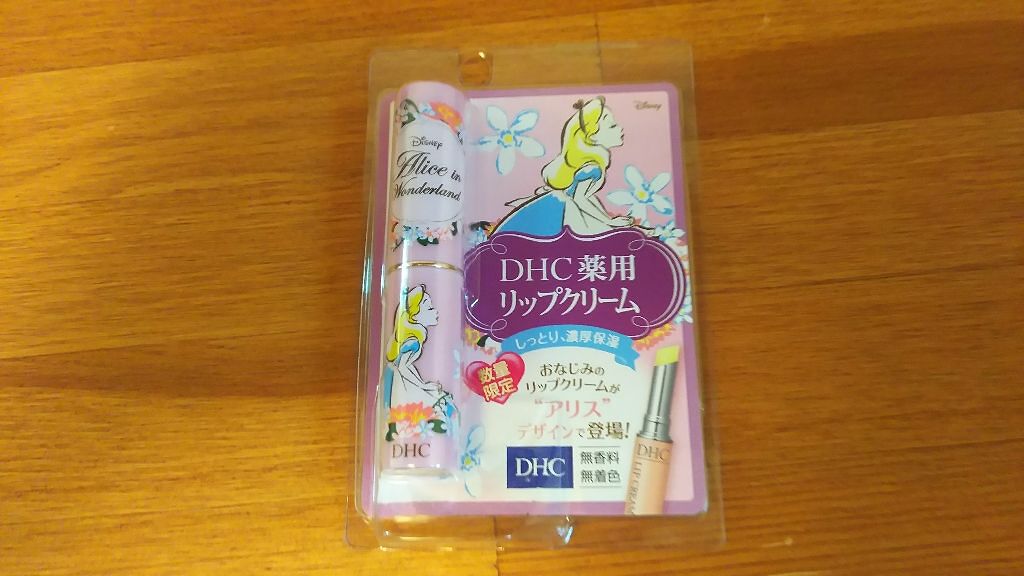 Disney
Disney
Alice in
Wonderland
DHC 薬用
リップクリーム
しっとり、濃厚保湿
数量
限定
おなじみの
リップクリームが
“アリス”
デザインで登場!
DHC
LIP CREAM
DHC
DHC
無香料
無着色